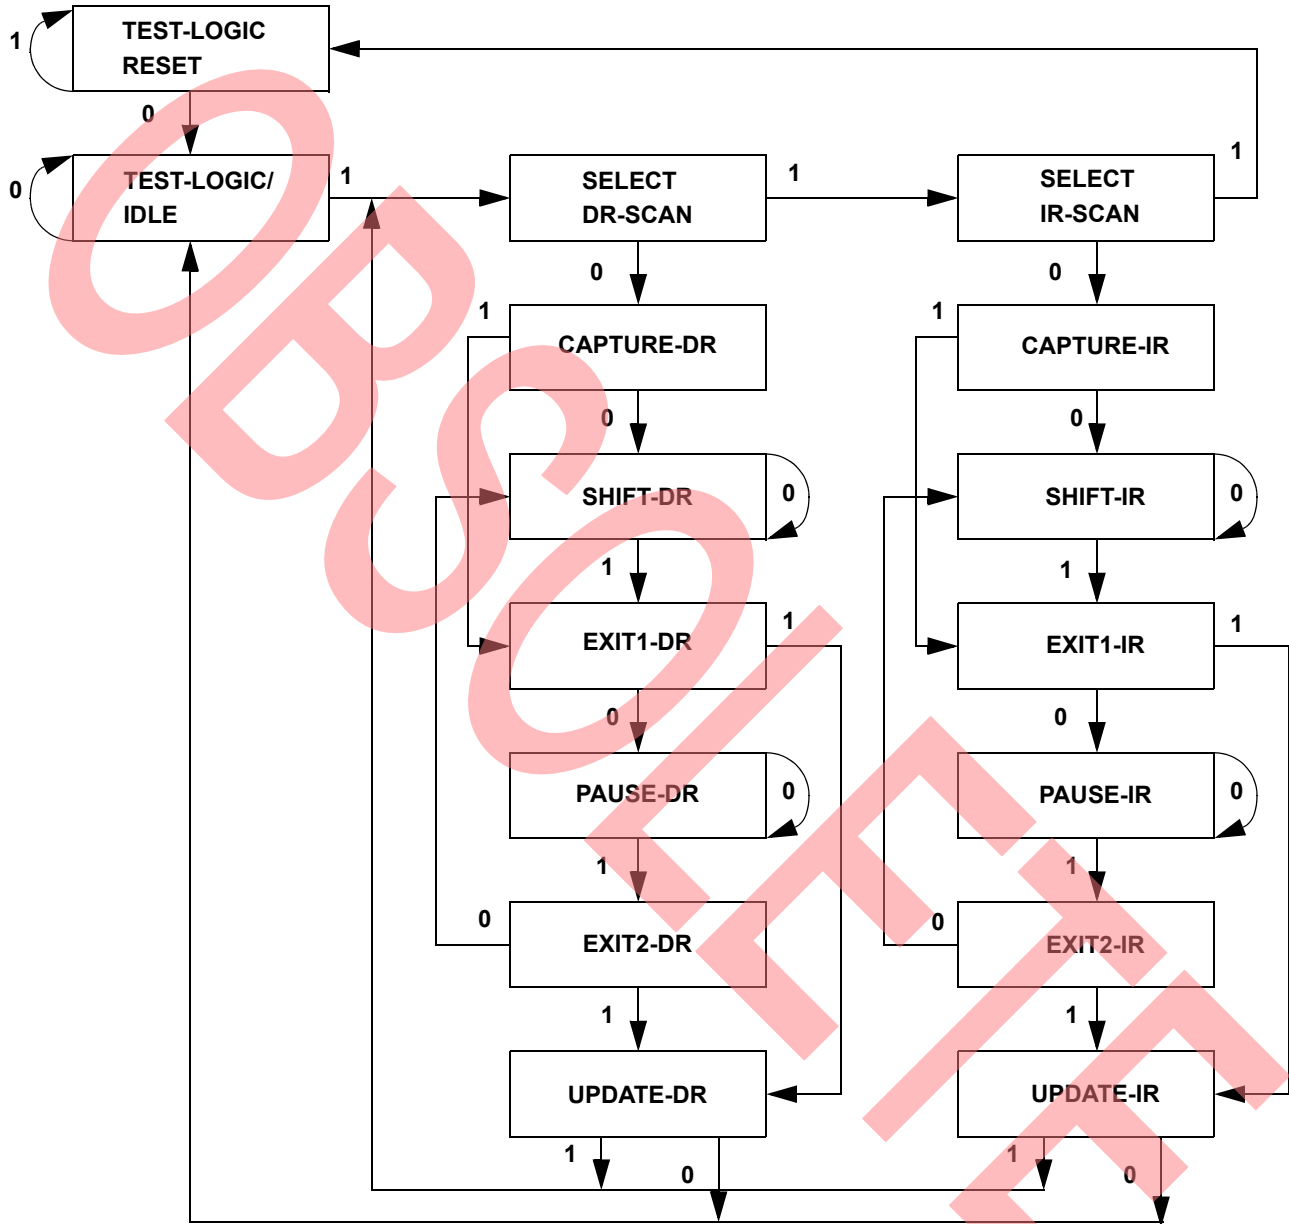 TEST-LOGIC
RESET
1
0
TEST-LOGIC/
IDLE
0
1
SELECT
DR-SCAN
1
SELECT
IR-SCAN
1
0
0
1
CAPTURE-DR
1
CAPTURE-IR
0
0
SHIFT-DR
0
SHIFT-IR
0
1
1
EXIT1-DR
1
EXIT1-IR
1
0
0
PAUSE-DR
0
PAUSE-IR
0
1
1
0
EXIT2-DR
0
EXIT2-IR
1
1
UPDATE-DR
UPDATE-IR
1
0
1
0
OBSOLETE